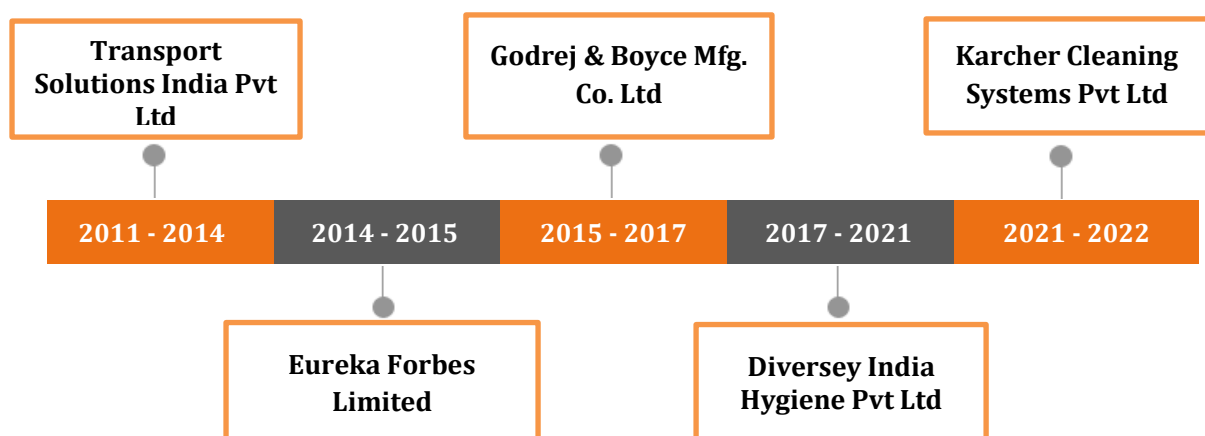 Transport
Solutions India Pvt
Ltd
Godrej & Boyce Mfg.
Co. Ltd
Karcher Cleaning
Systems Pvt Ltd
2011 - 2014
2014 - 2015
2015 - 2017
2017 - 2021
2021 - 2022
Eureka Forbes
Limited
Diversey India
Hygiene Pvt Ltd